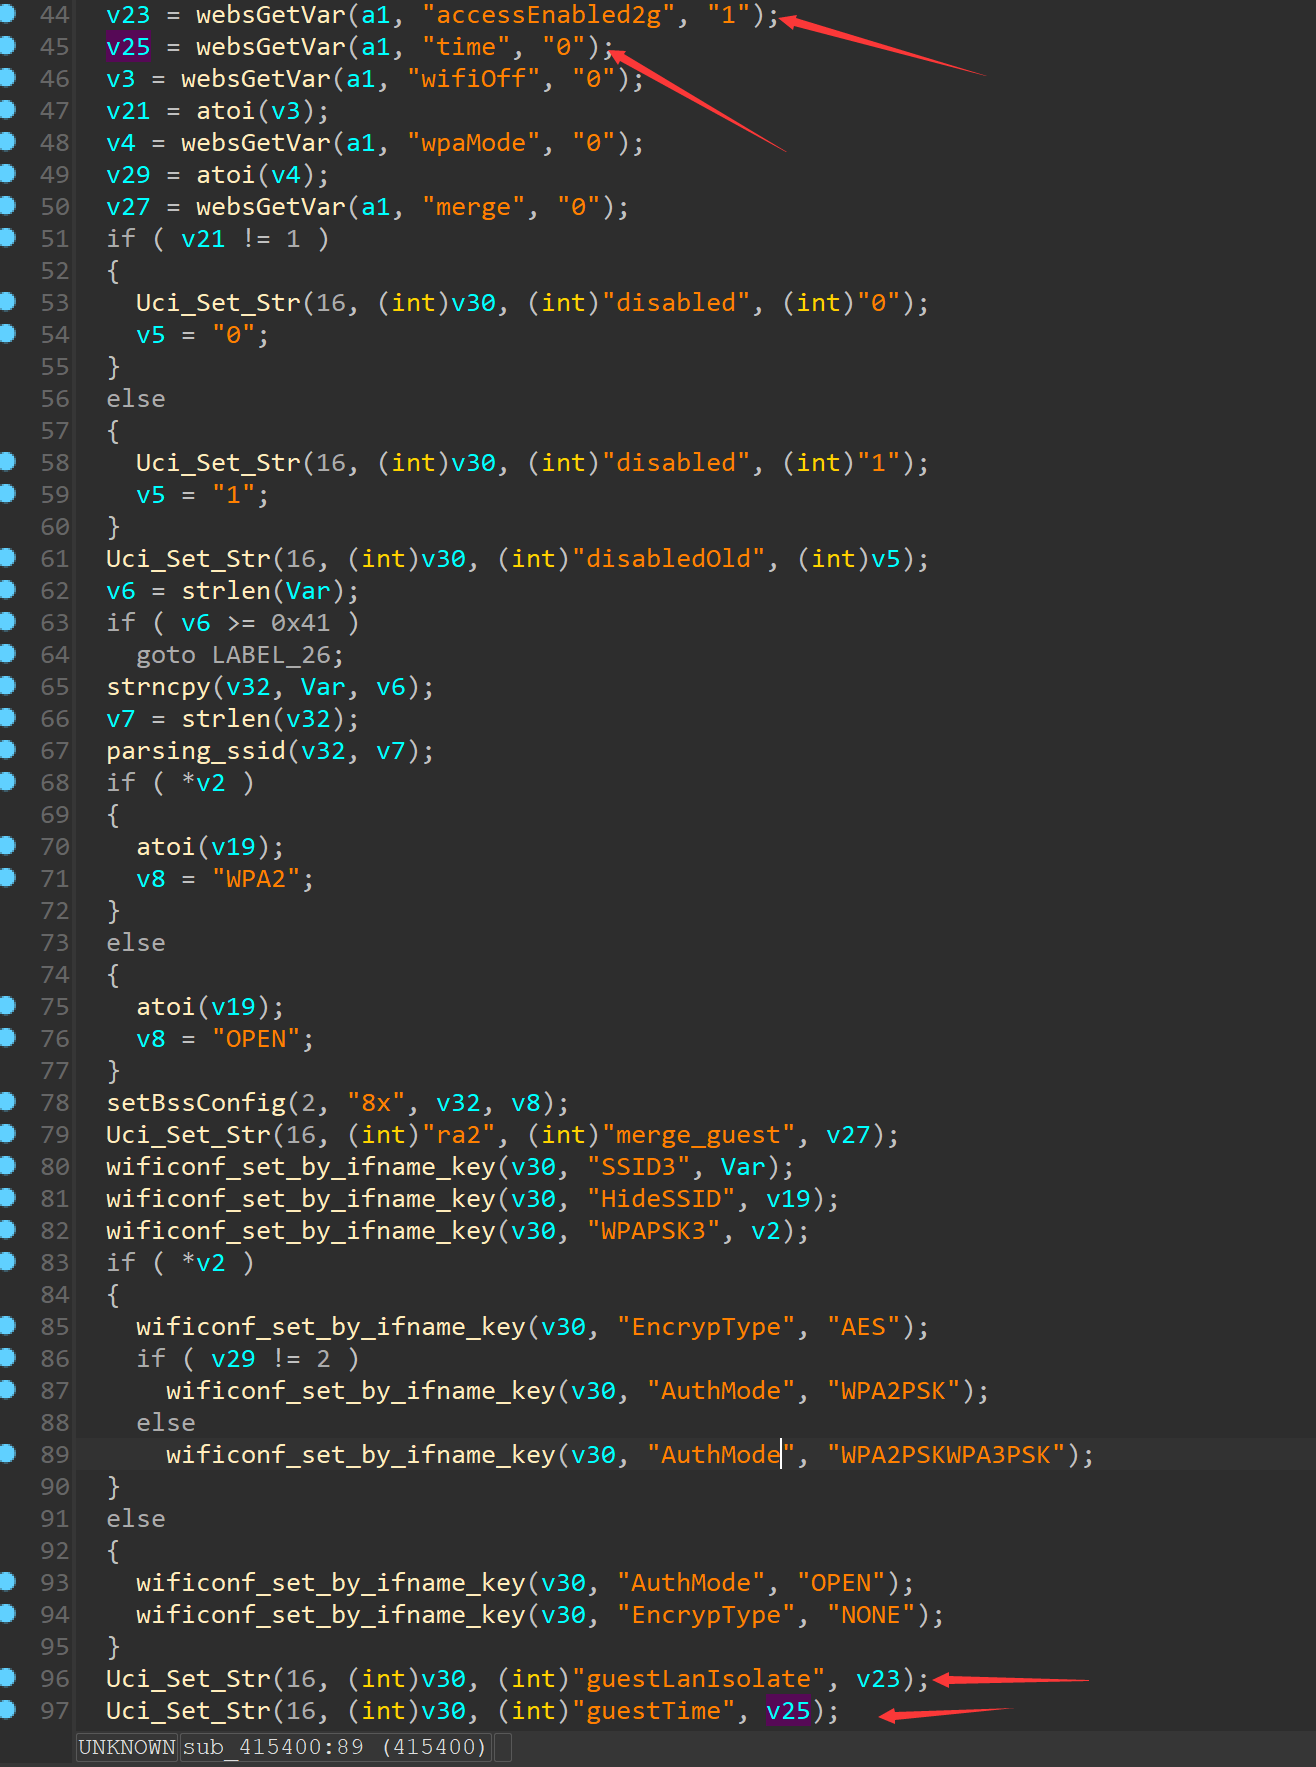 44 v23 = websGetVar(a1, "accessEnabled2g", "1");
45 v25 = websGetVar(a1, "time", "0");
46 v3 = websGetVar(a1, "wifiOff", "0");
47 v21 = atoi(v3);
48 v4 = websGetVar(a1, "wpaMode", "0");
49 v29 = atoi(v4);
50 v27 = websGetVar(a1, "merge", "0");
51 if ( v21 != 1 )
52 {
53 Uci_Set_Str(16, (int)v30, (int)"disabled", (int)"0");
54 v5 = "0";
55 }
56 else
57 {
58 Uci_Set_Str(16, (int)v30, (int)"disabled", (int)"1");
59 v5 = "1";
60 }
61 Uci_Set_Str(16, (int)v30, (int)"disabledOld", (int)v5);
62 v6 = strlen(Var);
63 if ( v6 >= 0x41 )
64 goto LABEL_26;
65 strncpy(v32, Var, v6);
66 v7 = strlen(v32);
67 parsing_ssid(v32, v7);
68 if ( *v2 )
69 {
70 atoi(v19);
71 v8 = "WPA2";
72 }
73 else
74 {
75 atoi(v19);
76 v8 = "OPEN";
77 }
78 setBssConfig(2, "8x", v32, v8);
79 Uci_Set_Str(16, (int)"ra2", (int)"merge_guest", v27);
80 wificonf_set_by_ifname_key(v30, "SSID3", Var);
81 wificonf_set_by_ifname_key(v30, "HideSSID", v19);
82 wificonf_set_by_ifname_key(v30, "WPAPSK3", v2);
83 if ( *v2 )
84 {
85 wificonf_set_by_ifname_key(v30, "EncrypType", "AES");
86 if ( v29 != 2 )
87 wificonf_set_by_ifname_key(v30, "AuthMode", "WPA2PSK");
88 else
89 wificonf_set_by_ifname_key(v30, "AuthMode", "WPA2PSKWPA3PSK");
90 }
91 else
92 {
93 wificonf_set_by_ifname_key(v30, "AuthMode", "OPEN");
94 wificonf_set_by_ifname_key(v30, "EncrypType", "NONE");
95 }
96 Uci_Set_Str(16, (int)v30, (int)"guestLanIsolate", v23);
97 Uci_Set_Str(16, (int)v30, (int)"guestTime", v25);
UNKNOWN sub_415400:89 (415400)